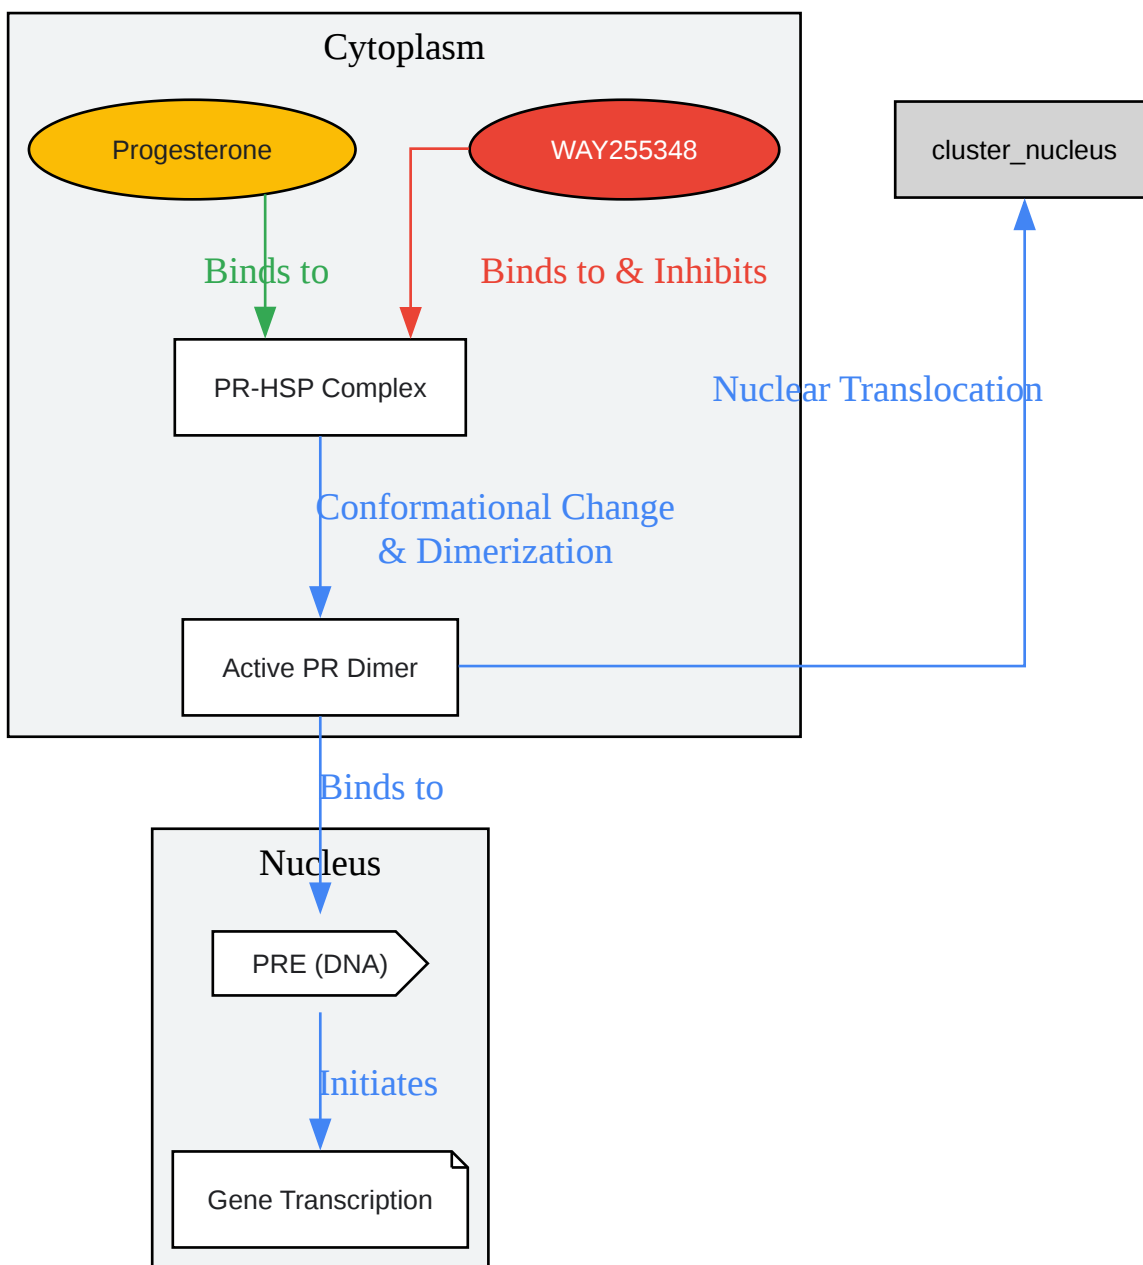 Cytoplasm
Progesterone
WAY255348
cluster_nucleus
Binds to
Binds to & Inhibits
PR-HSP Complex
Nuclear Translocation
Conformational Change
& Dimerization
Active PR Dimer
Binds to
Nucleus
PRE (DNA)
Initiates
Gene Transcription